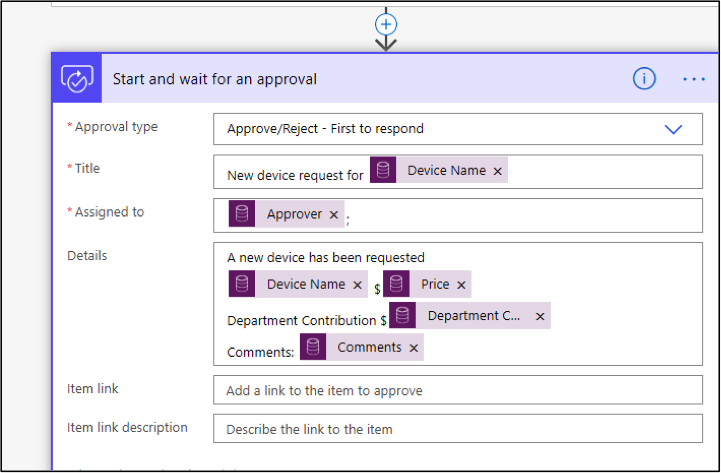 Start and wait for an approval
* Approval type
Approve/Reject - First to respond
* Title
New device request for Device Name ×
* Assigned to
Approver × ;
Details
A new device has been requested
Device Name × $ Price ×
Department Contribution $ Department C... ×
Comments: Comments ×
Item link
Add a link to the item to approve
Item link description
Describe the link to the item